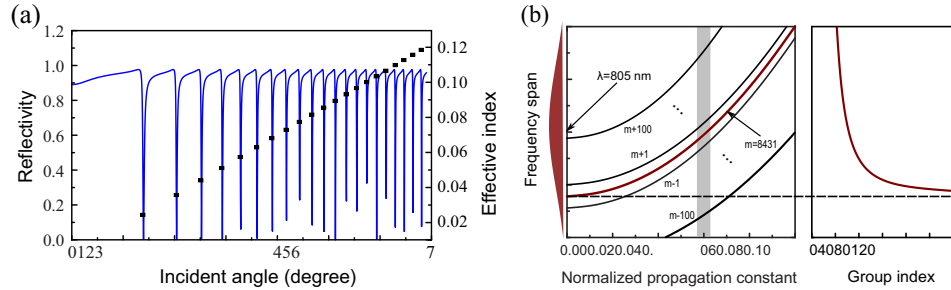 (a)
1.2
1.0
0.8
0.6
0.4
0.2
0.0
Reflectivity
0.12
0.10
0.08
0.06
0.04
0.02
Effective index
0123 456 7
Incident angle (degree)
(b)
Frequency span
λ=805 nm
m+100
m+1
m=8431
m-1
m-100
0.000.020.040. 060.080.10
Normalized propagation constant
04080120
Group index